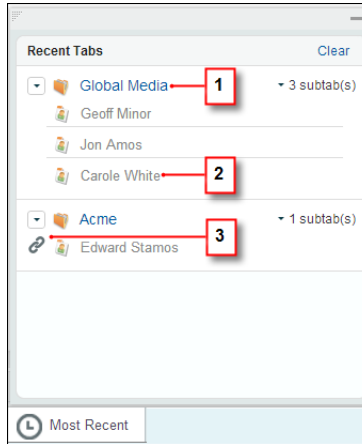 Recent Tabs Clear
Global Media 1 3 subtab(s)
Geoff Minor
Jon Amos
Carole White 2
Acme 1 subtab(s)
3
Edward Stamos
Most Recent